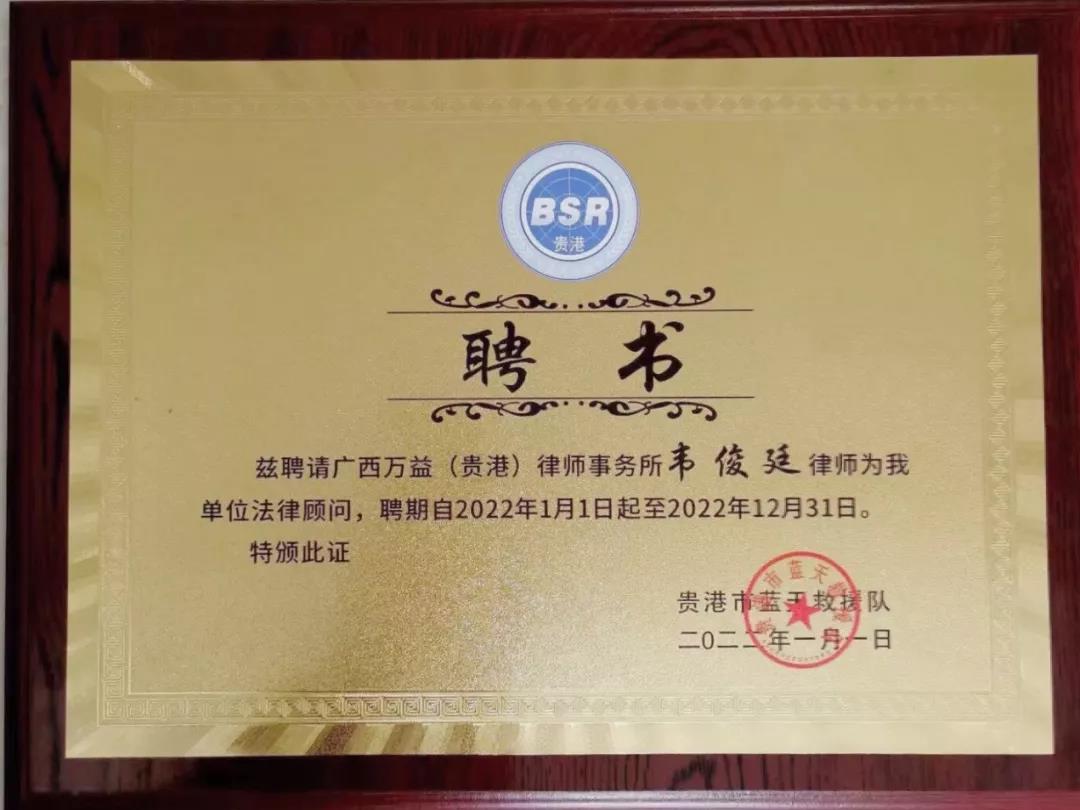 BSR
贵港
聘 书
兹聘请广西万益（贵港）律师事务所韦俊廷律师为我
单位法律顾问，聘期自2022年1月1日起至2022年12月31日。
特颁此证
贵港市蓝天救援队
二〇二二年一月一日